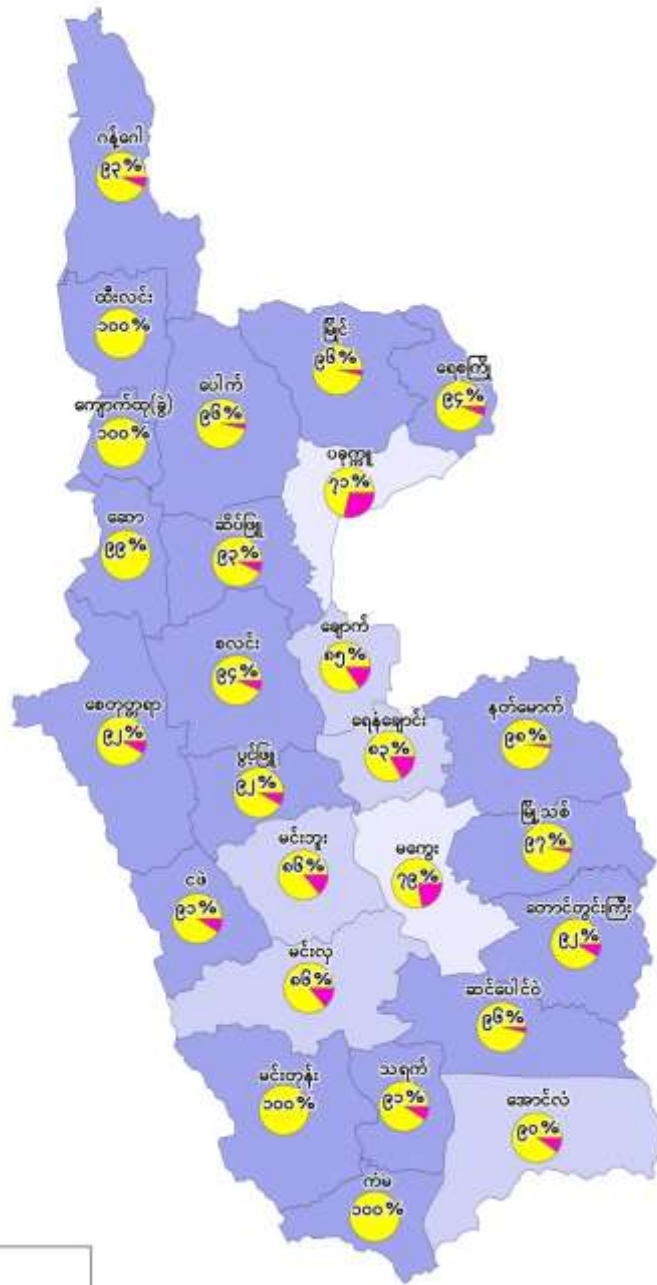 ဂန့်ဂေါ
၉၃%
ထီးလင်း
၁၀၀%
မြိုင်
၉၆%
ရေစကြို
၉၄%
ပေါက်
၉၆%
ကျောက်ထု(ခွဲ)
၁၀၀%
ပခုက္ကူ
၇၁%
ဆော
၉၉%
ဆိပ်ဖြူ
၉၃%
ချောက်
၈၅%
စလင်း
၉၄%
စေတုတ္တရာ
၉၂%
ရေနံချောင်း
၈၃%
နတ်မောက်
၉၈%
ပွင့်ဖြူ
၉၂%
မြို့သစ်
၉၇%
မင်းဘူး
၈၆%
မကွေး
၇၉%
ငဖဲ
၉၁%
တောင်တွင်းကြီး
၉၂%
မင်းလှ
၈၆%
ဆင်ပေါင်ဝဲ
၉၆%
မင်းတုန်း
၁၀၀%
သရက်
၉၁%
အောင်လံ
၉၀%
ကံမ
၁၀၀%